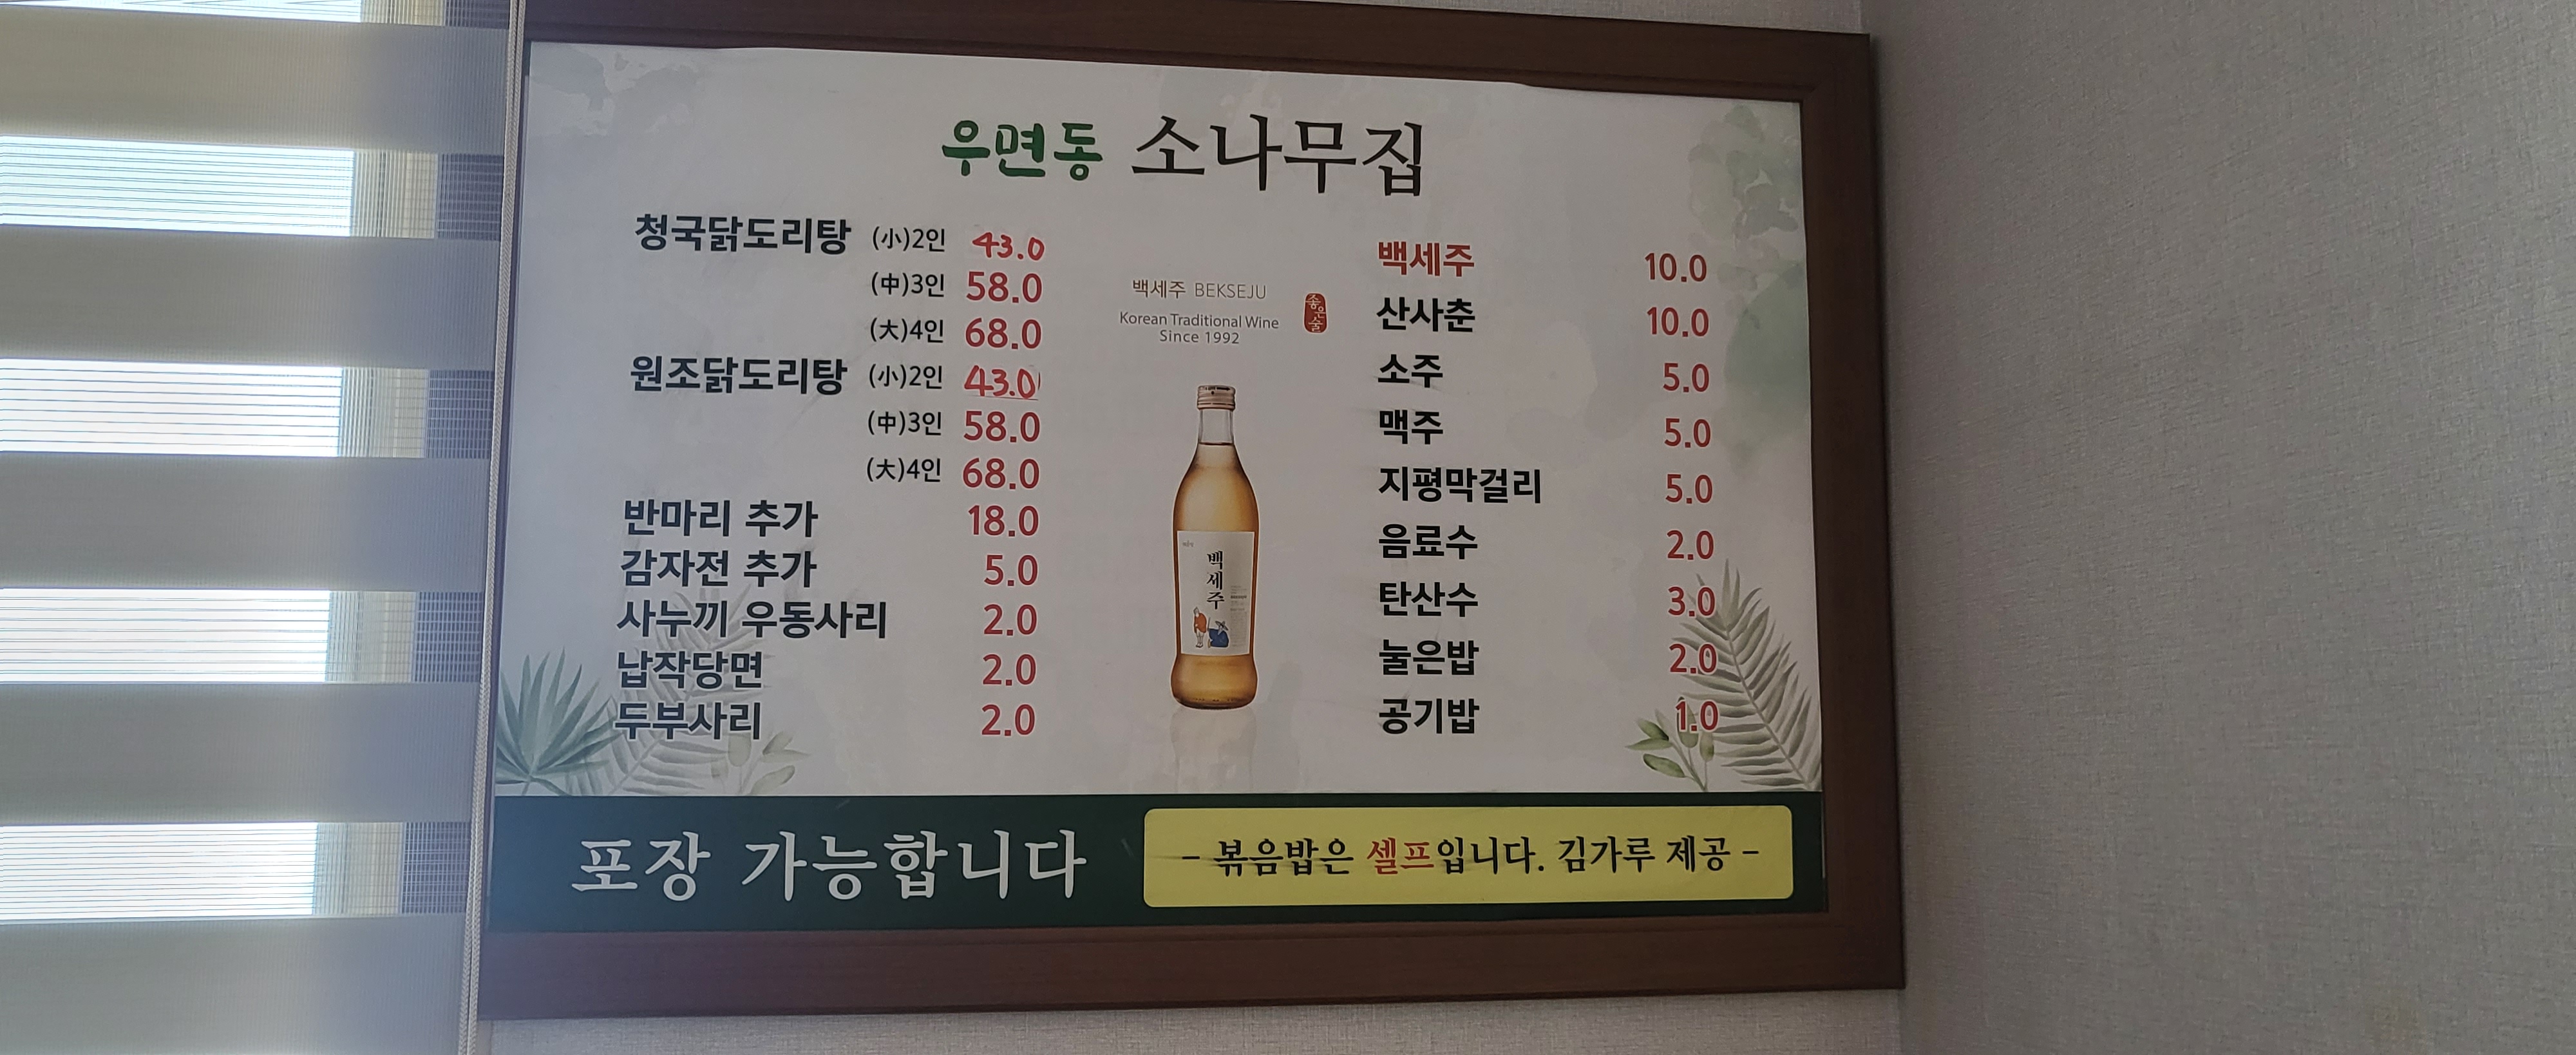 우면동 소나무집
청국닭도리탕 (小)2인 43.0
(中)3인 58.0
(大)4인 68.0
원조닭도리탕 (小)2인 43.0
(中)3인 58.0
(大)4인 68.0
반마리 추가 18.0
감자전 추가 5.0
사누끼 우동사리 2.0
납작당면 2.0
두부사리 2.0
백세주 BEKSEJU
Korean Traditional Wine
Since 1992
좋은술
백세주
백세주 10.0
산사춘 10.0
소주 5.0
맥주 5.0
지평막걸리 5.0
음료수 2.0
탄산수 3.0
눌은밥 2.0
공기밥 1.0
포장 가능합니다
- 볶음밥은 셀프입니다. 김가루 제공 -